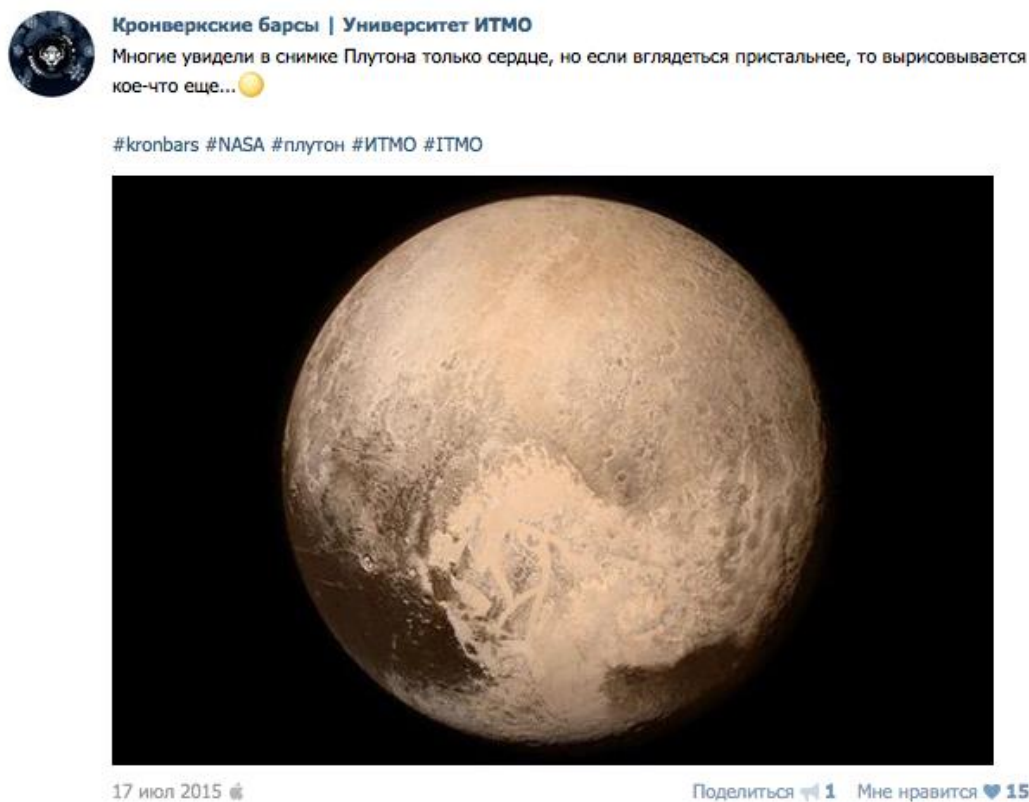 Кронверкские барсы | Университет ИТМО
Многие увидели в снимке Плутона только сердце, но если вглядеться пристальнее, то вырисовывается
кое-что еще...
#kronbars #NASA #плутон #ИТМО #ITMO
17 июл 2015
Поделиться 1 Мне нравится 15